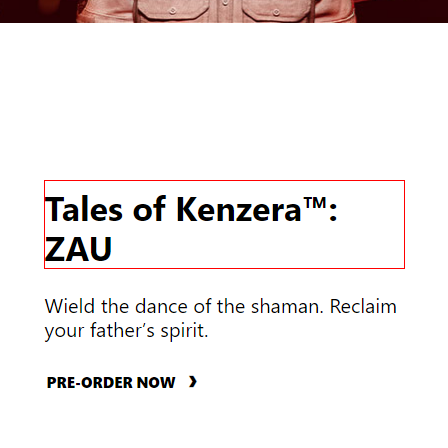 Tales of Kenzera™:
ZAU
Wield the dance of the shaman. Reclaim
your father’s spirit.
PRE-ORDER NOW ❯